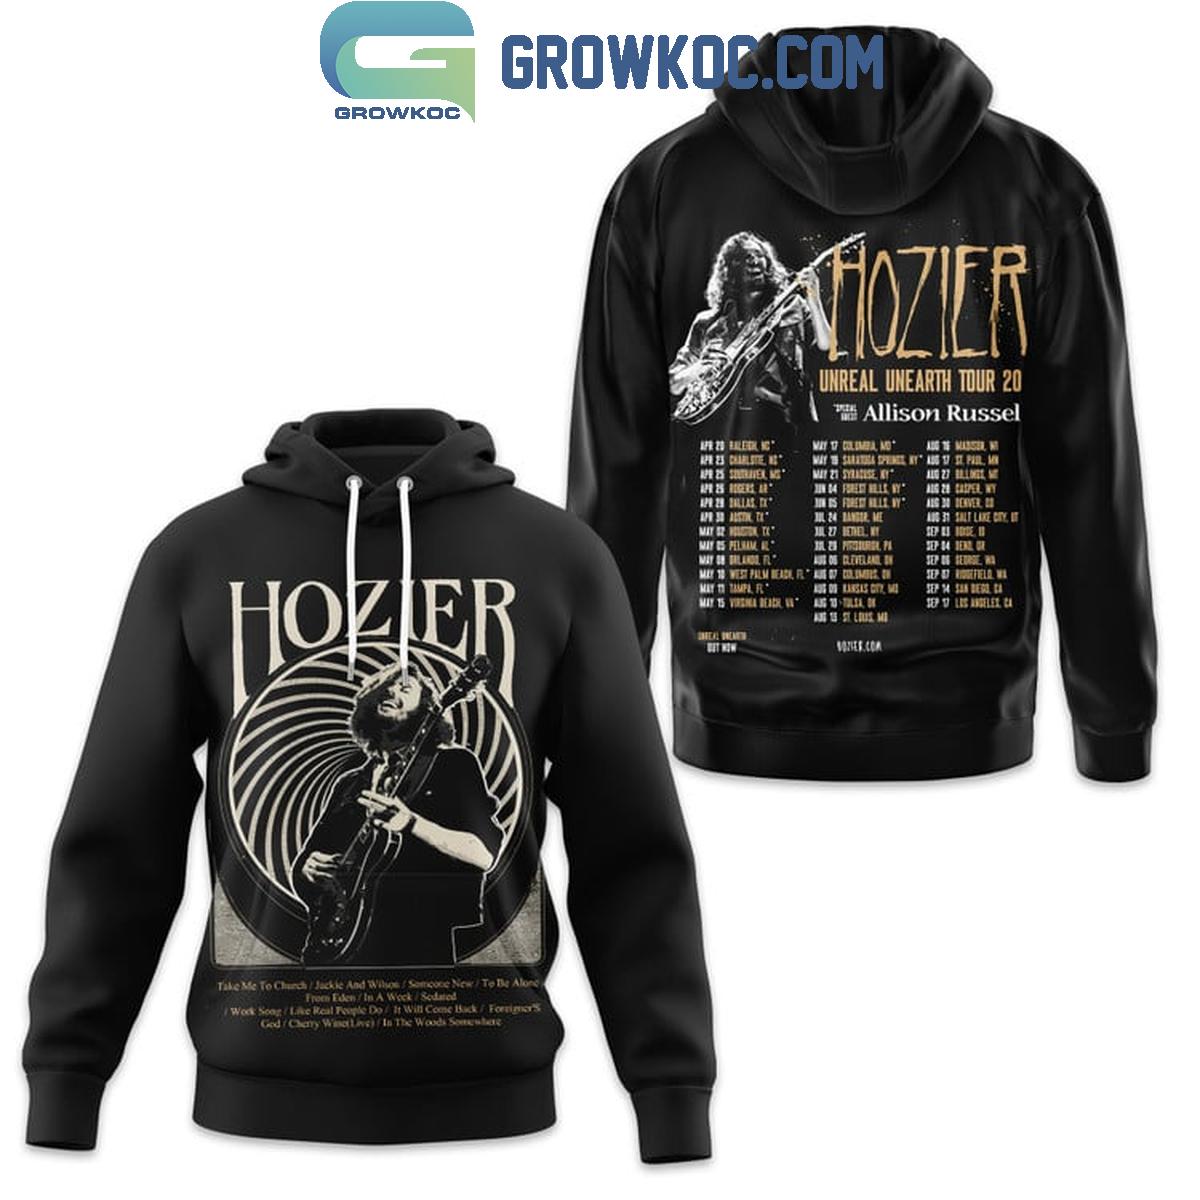 GROWKOC
GROWKOC.COM
HOZIER
UNREAL UNEARTH TOUR 20
*SPECIAL GUEST Allison Russel
APR 20 RALEIGH, NC*
APR 23 CHARLOTTE, NC*
APR 25 SOUTHAVEN, MS*
APR 26 ROGERS, AR*
APR 29 DALLAS, TX*
APR 30 AUSTIN, TX*
MAY 02 HOUSTON, TX*
MAY 05 PELHAM, AL*
MAY 08 ORLANDO, FL*
MAY 10 WEST PALM BEACH, FL*
MAY 11 TAMPA, FL*
MAY 15 VIRGINIA BEACH, VA*
MAY 17 COLUMBIA, MD*
MAY 19 SARATOGA SPRINGS, NY*
MAY 21 SYRACUSE, NY*
JUN 04 FOREST HILLS, NY*
JUN 05 FOREST HILLS, NY*
JUL 24 BANGOR, ME
JUL 27 BETHEL, NY
JUL 29 PITTSBURGH, PA
AUG 06 CLEVELAND, OH
AUG 07 COLUMBUS, OH
AUG 09 KANSAS CITY, MO
AUG 10 TULSA, OK
AUG 13 ST. LOUIS, MO
AUG 16 MADISON, WI
AUG 17 ST. PAUL, MN
AUG 27 BILLINGS, MT
AUG 28 CASPER, WY
AUG 30 DENVER, CO
AUG 31 SALT LAKE CITY, UT
SEP 03 BOISE, ID
SEP 04 BEND, OR
SEP 06 GEORGE, WA
SEP 07 RIDGEFIELD, WA
SEP 14 SAN DIEGO, CA
SEP 17 LOS ANGELES, CA
UNREAL UNEARTH
OUT NOW
HOZIER.COM
HOZIER
Take Me To Church / Jackie And Wilson / Someone New / To Be Alone
From Eden / In A Week / Sedated
/ Work Song / Like Real People Do / It Will Come Back / Foreigner'S
God / Cherry Wine(Live) / In The Woods Somewhere